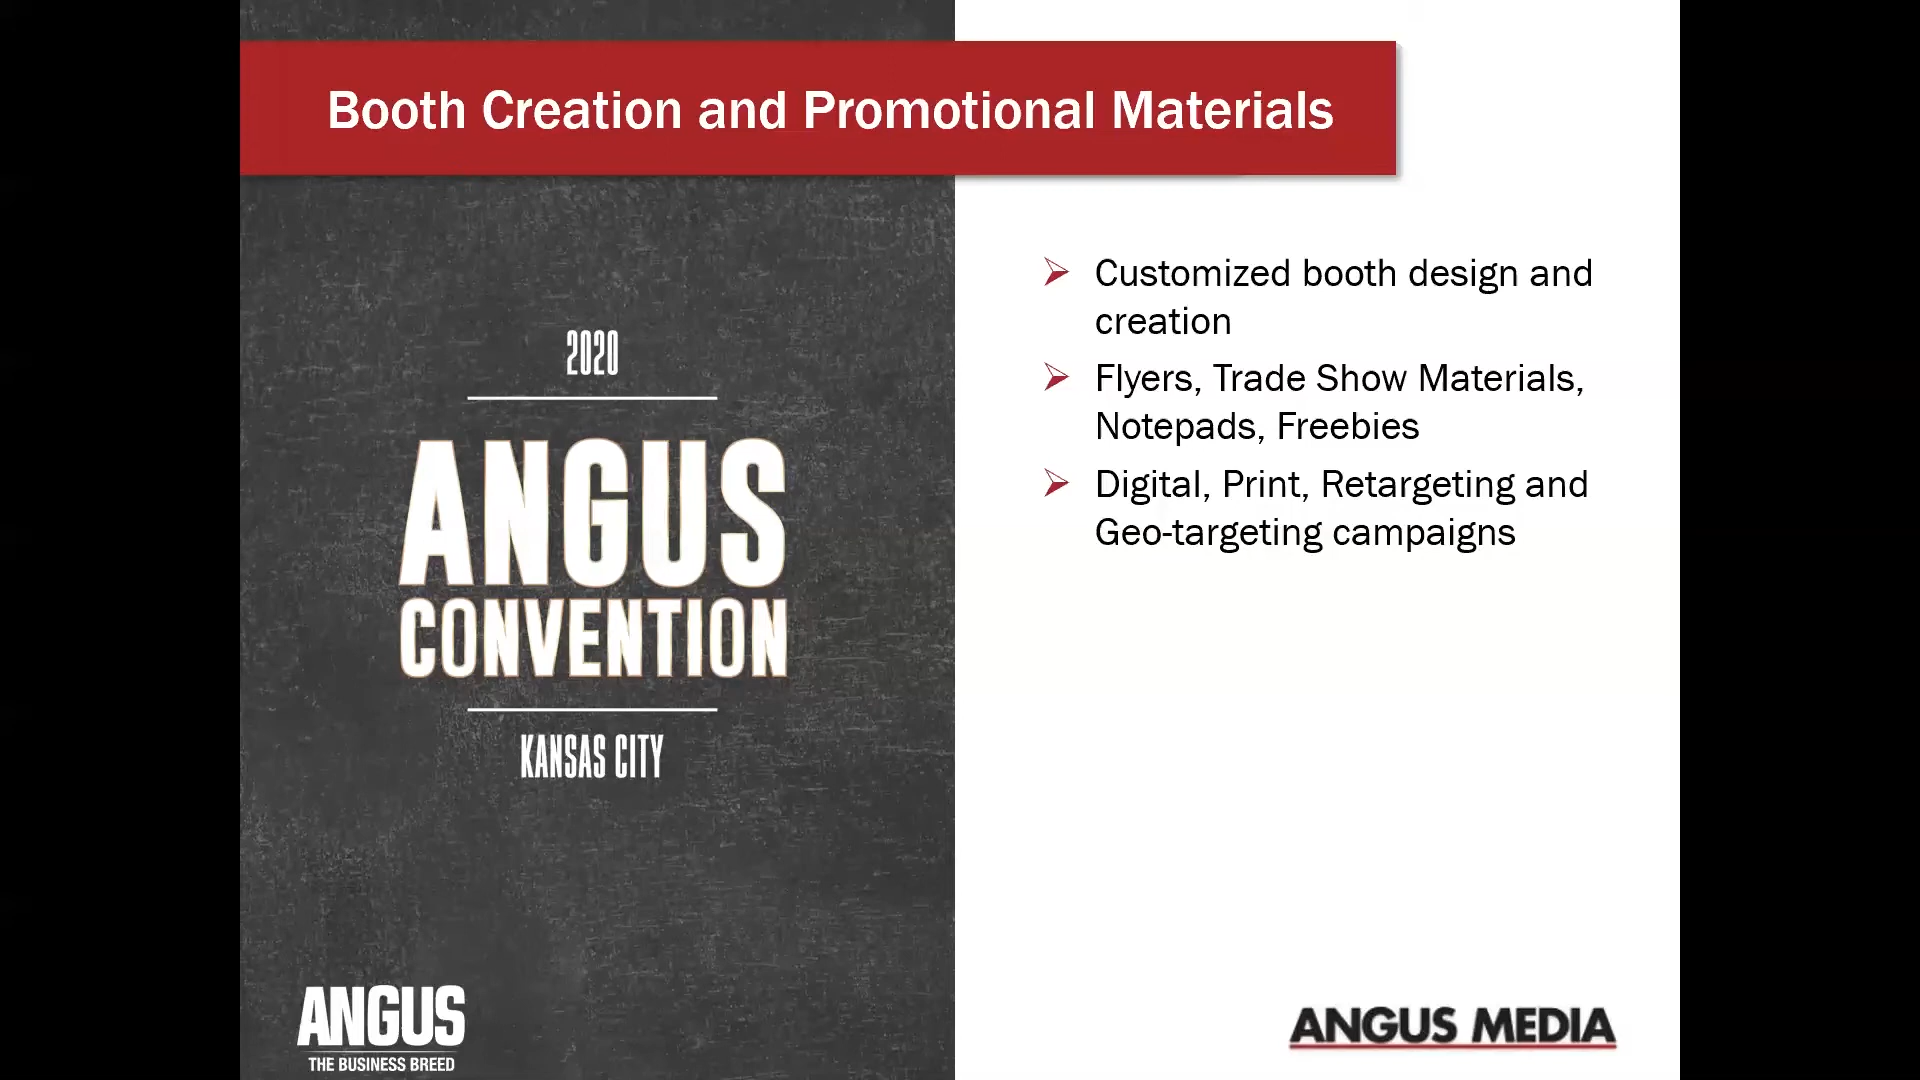 Booth Creation and Promotional Materials
2020
ANGUS
CONVENTION
KANSAS CITY
ANGUS
THE BUSINESS BREED
Customized booth design and
creation
Flyers, Trade Show Materials,
Notepads, Freebies
Digital, Print, Retargeting and
Geo-targeting campaigns
ANGUS MEDIA